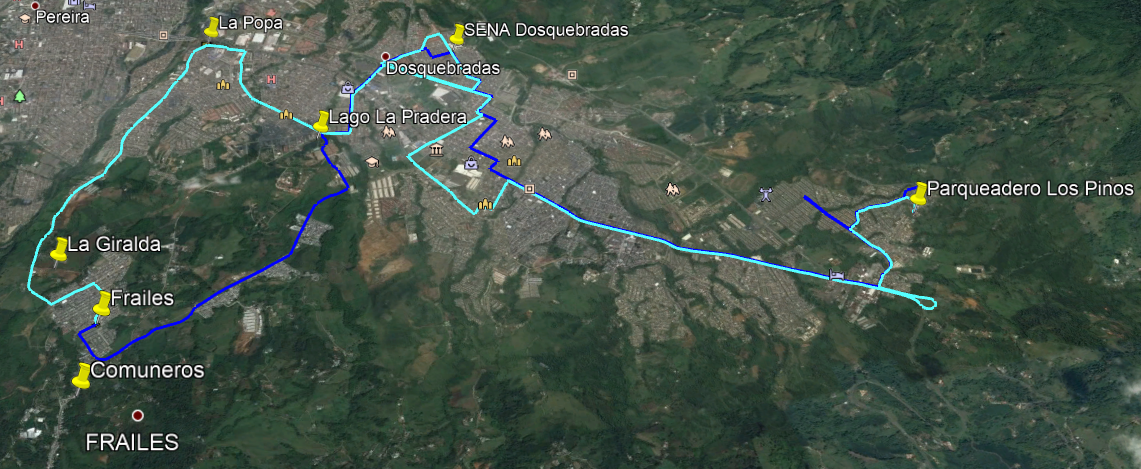 Pereira
La Popa
SENA Dosquebradas
Dosquebradas
Lago La Pradera
Parqueadero Los Pinos
La Giralda
Frailes
Comuneros
FRAILES